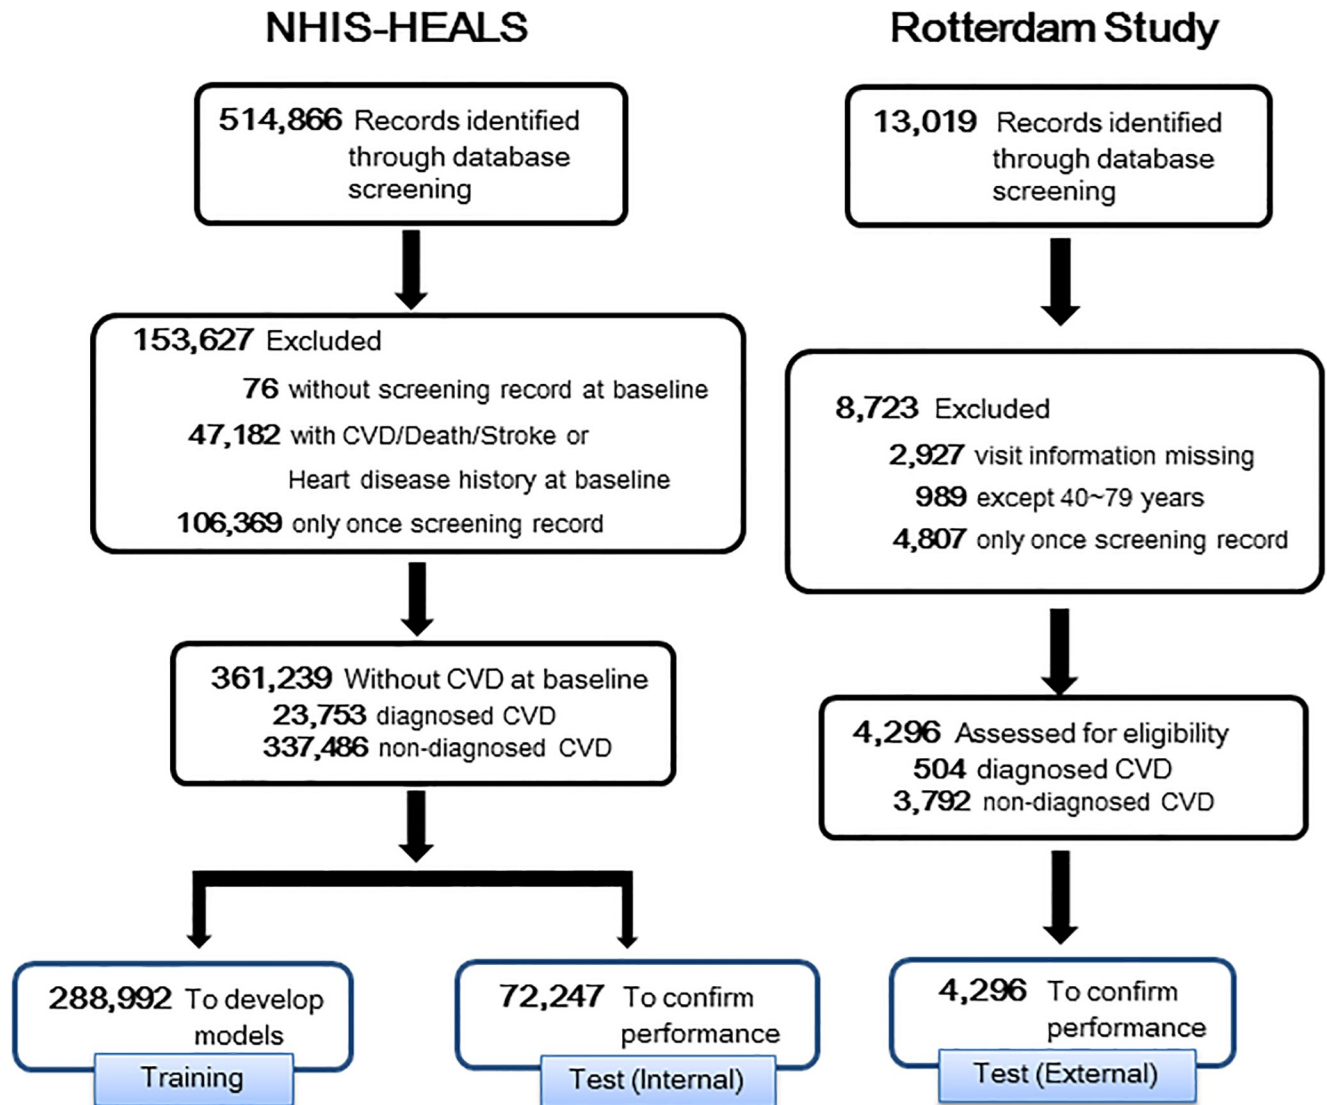 NHIS-HEALS
514,866 Records identified
through database
screening
153,627 Excluded
76 without screening record at baseline
47,182 with CVD/Death/Stroke or
Heart disease history at baseline
106,369 only once screening record
361,239 Without CVD at baseline
23,753 diagnosed CVD
337,486 non-diagnosed CVD
288,992 To develop
models
Training
72,247 To confirm
performance
Test (Internal)
Rotterdam Study
13,019 Records identified
through database
screening
8,723 Excluded
2,927 visit information missing
989 except 40~79 years
4,807 only once screening record
4,296 Assessed for eligibility
504 diagnosed CVD
3,792 non-diagnosed CVD
4,296 To confirm
performance
Test (External)